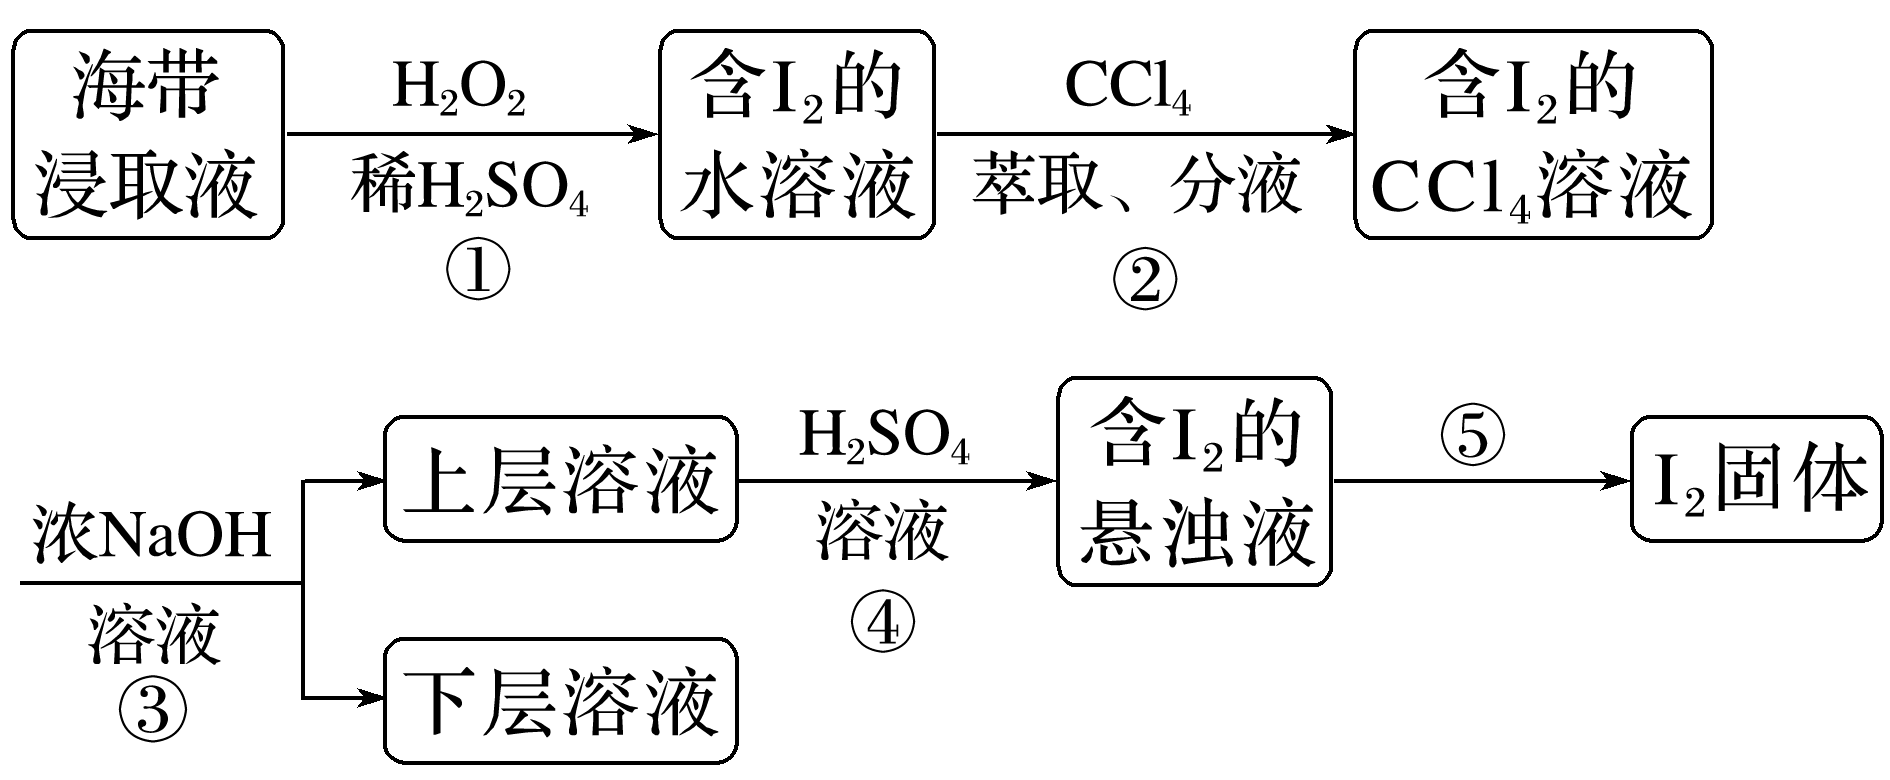 海带
浸取液
H₂O₂
稀H₂SO₄
①
含I₂的
水溶液
CCl₄
萃取、分液
②
含I₂的
CCl₄溶液
浓NaOH
溶液
③
上层溶液
下层溶液
H₂SO₄
溶液
④
含I₂的
悬浊液
⑤
I₂固体